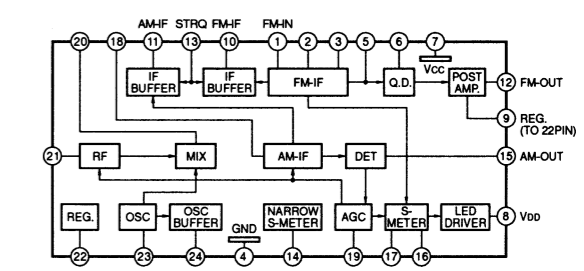 AM-IF STRQ FM-IF FM-IN
20 18 11 13 10 1 2 3 5 6 7
Vcc
IF BUFFER
IF BUFFER
FM-IF
Q.D.
POST AMP.
12 FM-OUT
9 REG. (TO 22PIN)
21
RF
MIX
AM-IF
DET
15 AM-OUT
REG.
OSC
OSC BUFFER
GND
NARROW S-METER
AGC
S-METER
LED DRIVER
8 VDD
22 23 24 4 14 19 17 16